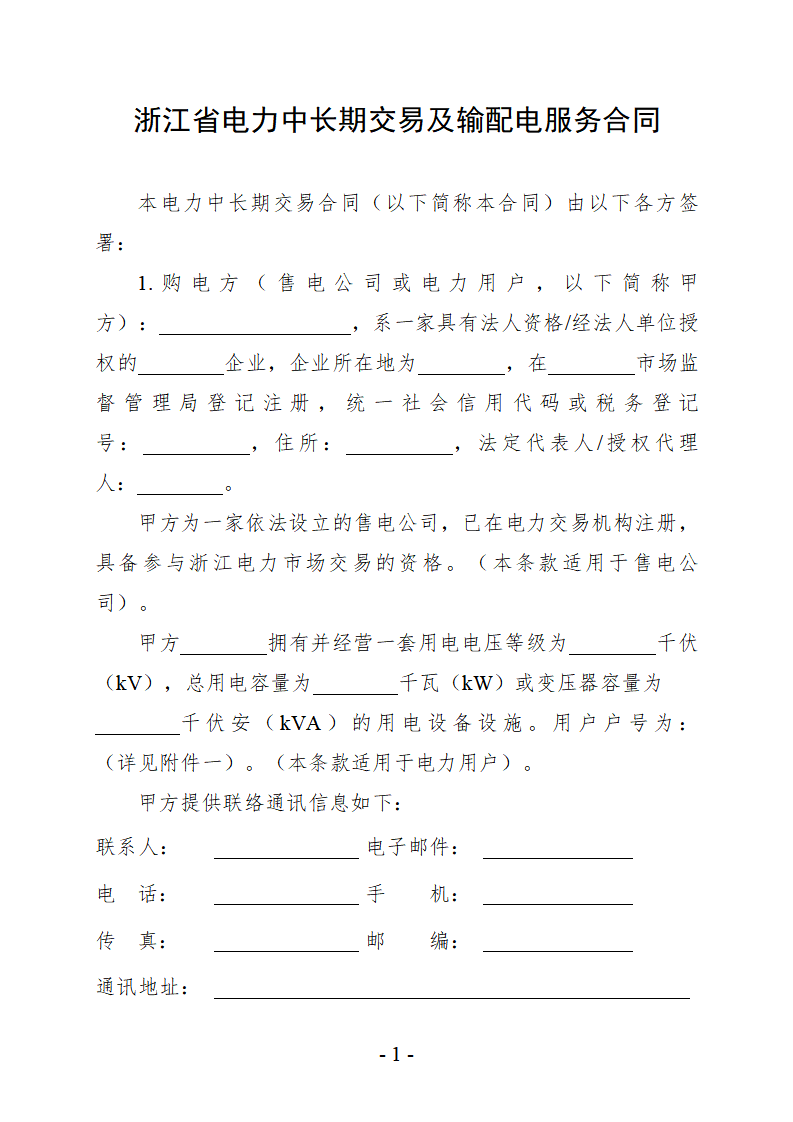 浙江省电力中长期交易及输配电服务合同
本电力中长期交易合同（以下简称本合同）由以下各方签
署：
1. 购电方（售电公司或电力用户，以下简称甲
方）：________________，系一家具有法人资格/经法人单位授
权的________企业，企业所在地为________，在________市场监
督管理局登记注册，统一社会信用代码或税务登记
号：__________，住所：__________，法定代表人/授权代理
人：________。
甲方为一家依法设立的售电公司，已在电力交易机构注册，
具备参与浙江电力市场交易的资格。（本条款适用于售电公
司）。
甲方________拥有并经营一套用电电压等级为________千伏
（kV），总用电容量为________千瓦（kW）或变压器容量为
________千伏安（kVA）的用电设备设施。用户户号为：
（详见附件一）。（本条款适用于电力用户）。
甲方提供联络通讯信息如下：
联系人： ____________ 电子邮件： ____________
电　话： ____________ 手　　机： ____________
传　真： ____________ 邮　　编： ____________
通讯地址： ________________________________
- 1 -